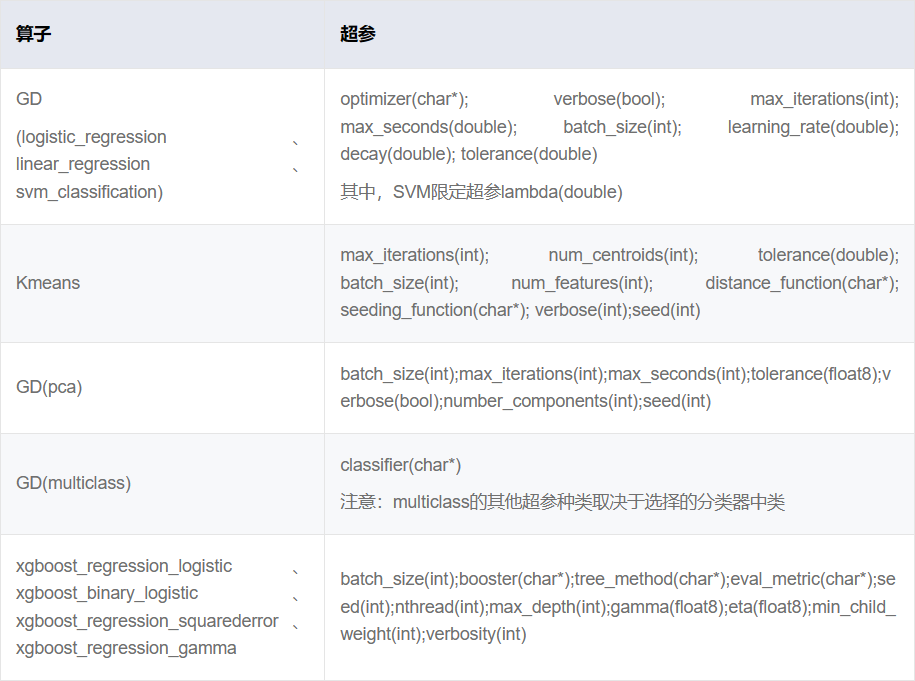 算子
超参
GD
(logistic_regression 、
linear_regression 、
svm_classification)
optimizer(char*); verbose(bool); max_iterations(int);
max_seconds(double); batch_size(int); learning_rate(double);
decay(double); tolerance(double)
其中，SVM限定超参lambda(double)
Kmeans
max_iterations(int); num_centroids(int); tolerance(double);
batch_size(int); num_features(int); distance_function(char*);
seeding_function(char*); verbose(int);seed(int)
GD(pca)
batch_size(int);max_iterations(int);max_seconds(int);tolerance(float8);v
erbose(bool);number_components(int);seed(int)
GD(multiclass)
classifier(char*)
注意：multiclass的其他超参种类取决于选择的分类器中类
xgboost_regression_logistic 、
xgboost_binary_logistic 、
xgboost_regression_squarederror 、
xgboost_regression_gamma
batch_size(int);booster(char*);tree_method(char*);eval_metric(char*);se
ed(int);nthread(int);max_depth(int);gamma(float8);eta(float8);min_child_
weight(int);verbosity(int)